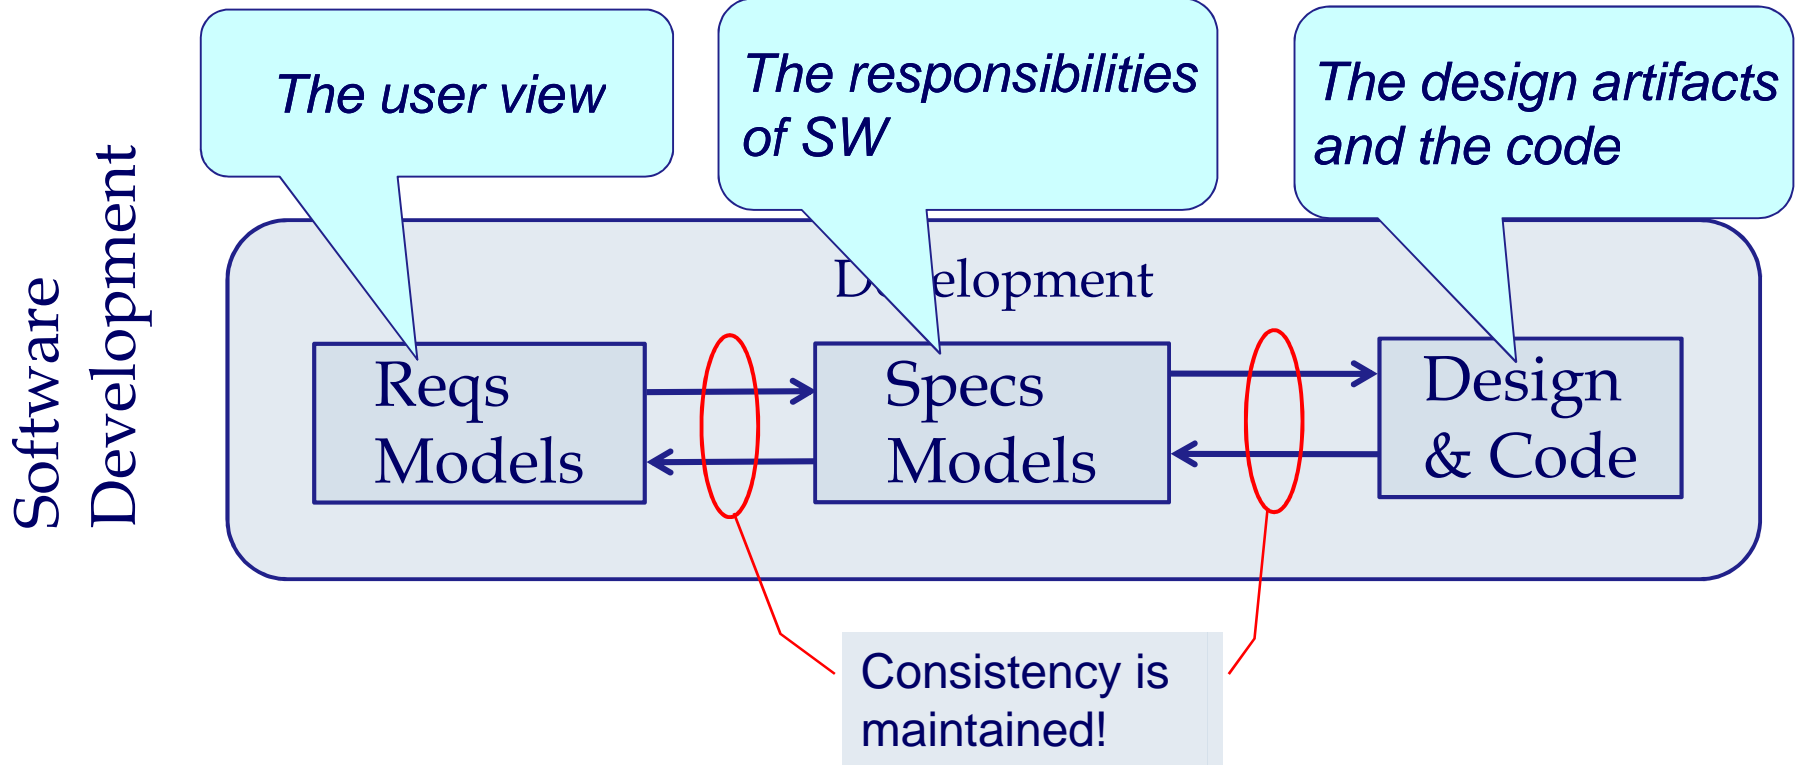 Software
Development
The user view
The responsibilities
of SW
The design artifacts
and the code
Development
Reqs
Models
Specs
Models
Design
& Code
Consistency is
maintained!